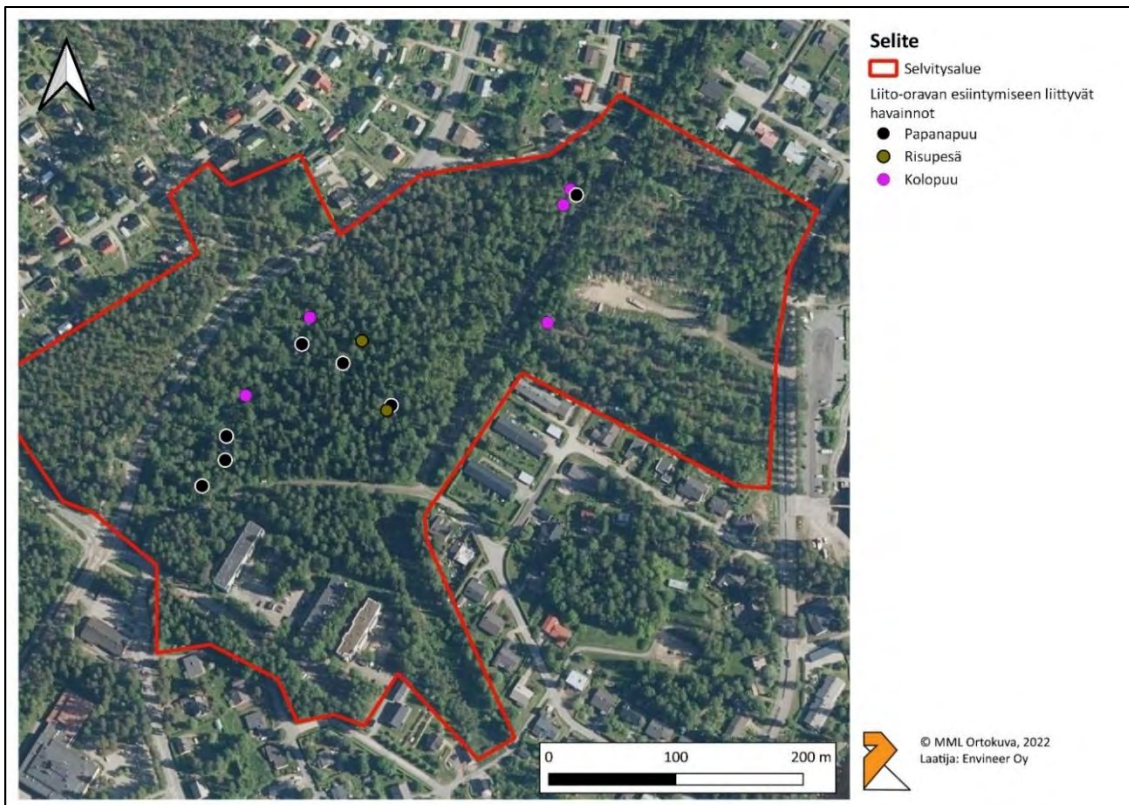 Selite
Selvitysalue
Liito-oravan esiintymiseen liittyvät
havainnot
Papanapuu
Risupesä
Kolopuu
0 100 200 m
© MML Ortokuva, 2022
Laatija: Envineer Oy